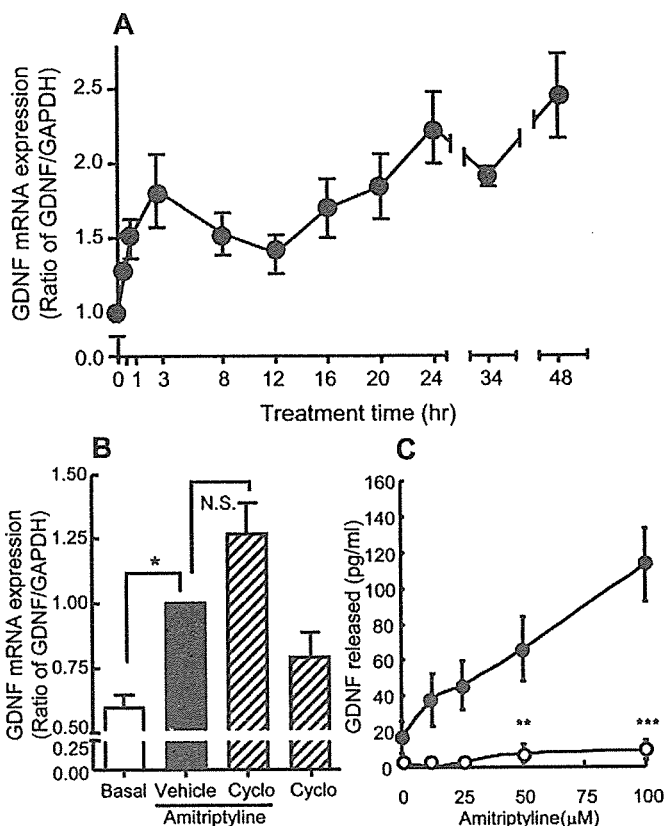 A
GDNF mRNA expression
(Ratio of GDNF/GAPDH)
2.5
2.0
1.5
1.0
0.0
0 1 3 8 12 16 20 24 34 48
Treatment time (hr)
B
GDNF mRNA expression
(Ratio of GDNF/GAPDH)
1.50
1.25
1.00
0.75
0.50
0.25
0.00
N.S.
*
Basal Vehicle Cyclo Cyclo
Amitriptyline
C
GDNF released (pg/ml)
160
140
120
100
80
60
40
20
0
** ***
0 25 50 75 100
Amitriptyline(μM)